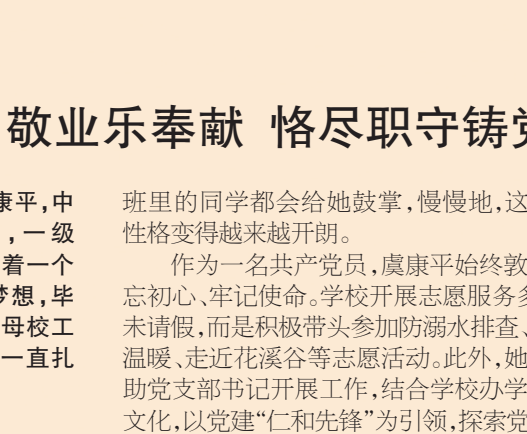 敬业乐奉献 恪尽职守铸
康平,中
,一级
着一个
梦想,毕
母校工
一直扎
班里的同学都会给她鼓掌,慢慢地,这
性格变得越来越开朗。
作为一名共产党员,虞康平始终敦
忘初心、牢记使命。学校开展志愿服务多
未请假,而是积极带头参加防溺水排查、
温暖、走近花溪谷等志愿活动。此外,她
助党支部书记开展工作,结合学校办学
文化,以党建“仁和先锋”为引领,探索党